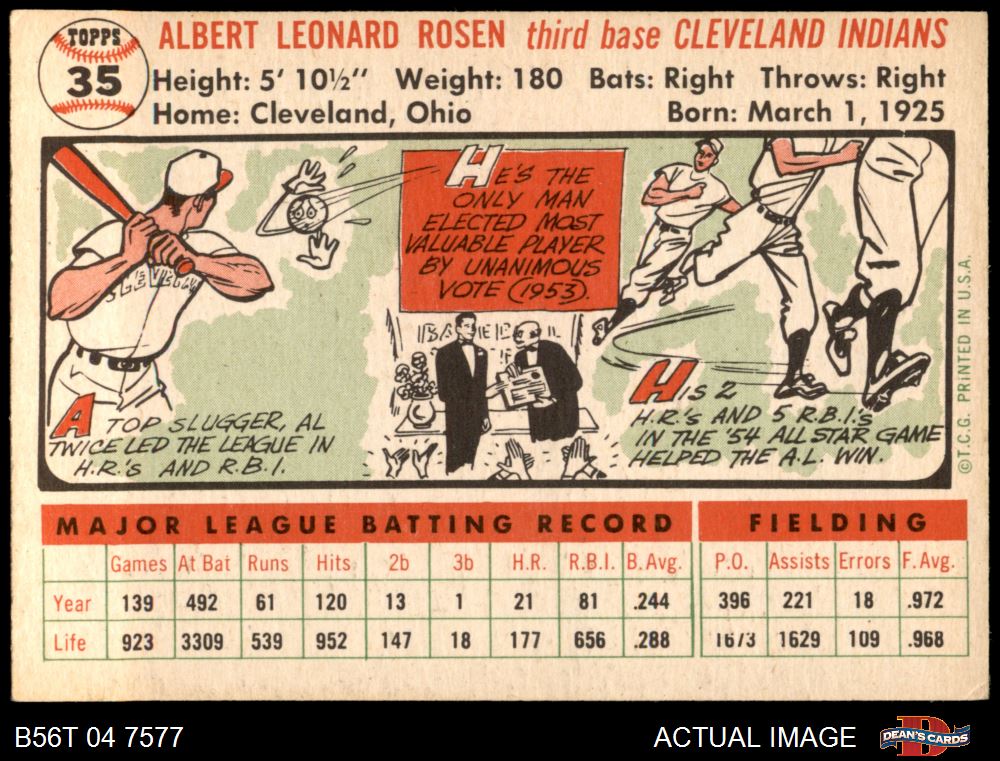 TOPPS
35
ALBERT LEONARD ROSEN third base CLEVELAND INDIANS
Height: 5' 10½" Weight: 180 Bats: Right Throws: Right
Home: Cleveland, Ohio Born: March 1, 1925
CLEVELAN
A TOP SLUGGER, AL
TWICE LED THE LEAGUE IN
H.R.'s AND R.B.I.
HE'S THE
ONLY MAN
ELECTED MOST
VALUABLE PLAYER
BY UNANIMOUS
VOTE (1953).
HIS 2
H.R.'s AND 5 R.B.I.'s
IN THE '54 ALL STAR GAME
HELPED THE A.L. WIN.
©T.C.G. PRINTED IN U.S.A.
MAJOR LEAGUE BATTING RECORD FIELDING
Games At Bat Runs Hits 2b 3b H.R. R.B.I. B. Avg. P.O. Assists Errors F. Avg.
Year 139 492 61 120 13 1 21 81 .244 396 221 18 .972
Life 923 3309 539 952 147 18 177 656 .288 1673 1629 109 .968
B56T 04 7577 ACTUAL IMAGE
DEAN'S CARDS